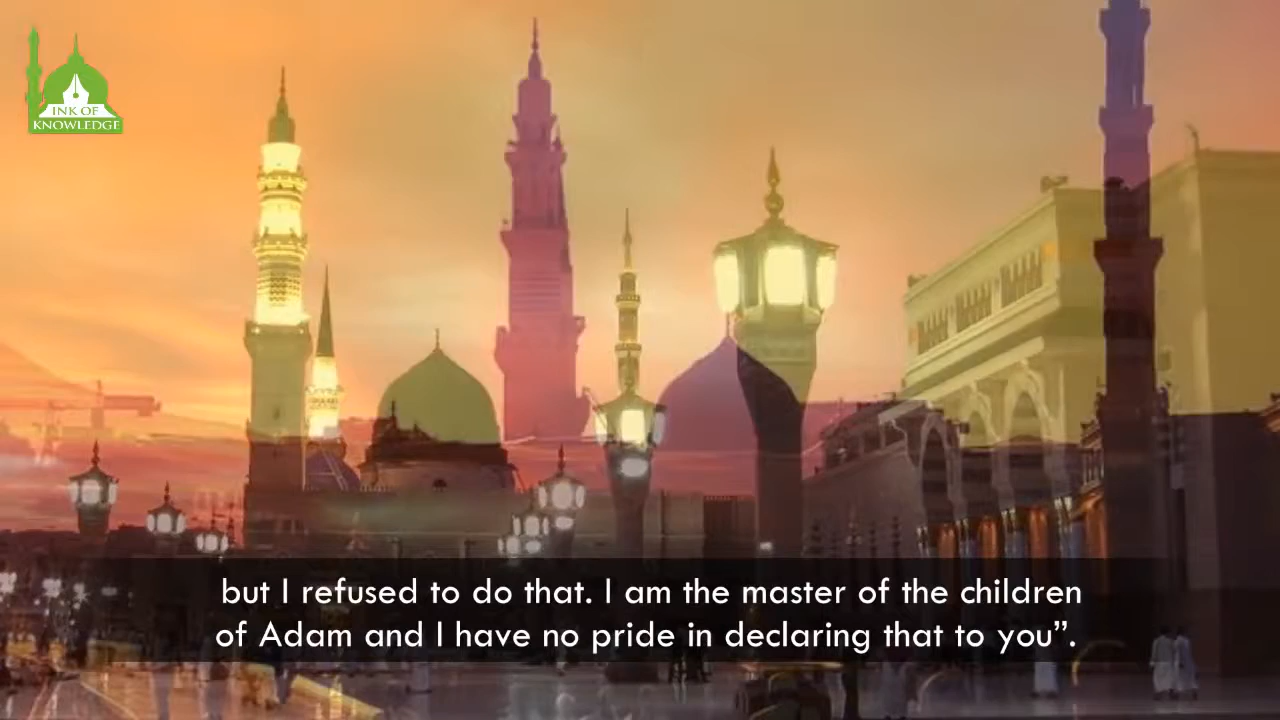 INK OF
KNOWLEDGE
but I refused to do that. I am the master of the children
of Adam and I have no pride in declaring that to you”.